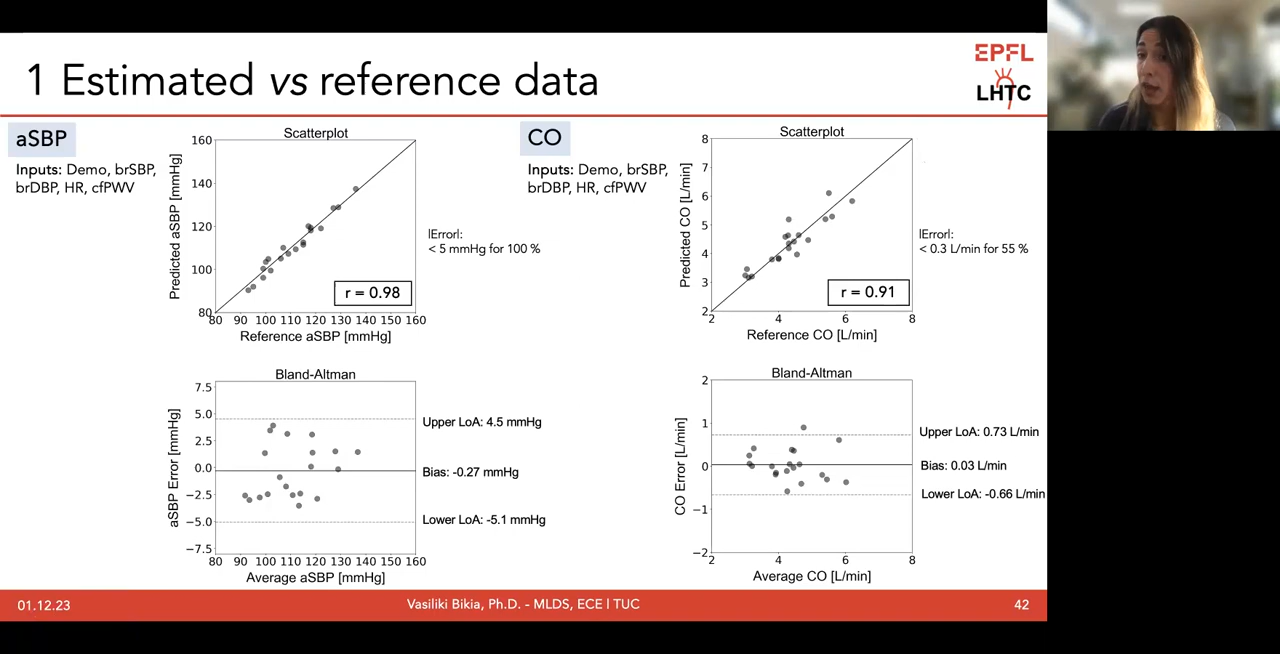 1 Estimated vs reference data
EPFL
LHTC
aSBP
Inputs: Demo, brSBP,
brDBP, HR, cfPWV
Scatterplot
Predicted aSBP [mmHg]
160
140
120
100
80
80 90 100 110 120 130 140 150 160
Reference aSBP [mmHg]
r = 0.98
|Error|:
< 5 mmHg for 100 %
Bland-Altman
aSBP Error [mmHg]
7.5
5.0
2.5
0.0
−2.5
−5.0
−7.5
80 90 100 110 120 130 140 150 160
Average aSBP [mmHg]
Upper LoA: 4.5 mmHg
Bias: -0.27 mmHg
Lower LoA: -5.1 mmHg
CO
Inputs: Demo, brSBP,
brDBP, HR, cfPWV
Scatterplot
Predicted CO [L/min]
8
7
6
5
4
3
2
2 4 6 8
Reference CO [L/min]
r = 0.91
|Error|:
< 0.3 L/min for 55 %
Bland-Altman
CO Error [L/min]
2
1
0
−1
−2
2 4 6 8
Average CO [L/min]
Upper LoA: 0.73 L/min
Bias: 0.03 L/min
Lower LoA: -0.66 L/min
01.12.23
Vasiliki Bikia, Ph.D. - MLDS, ECE | TUC
42